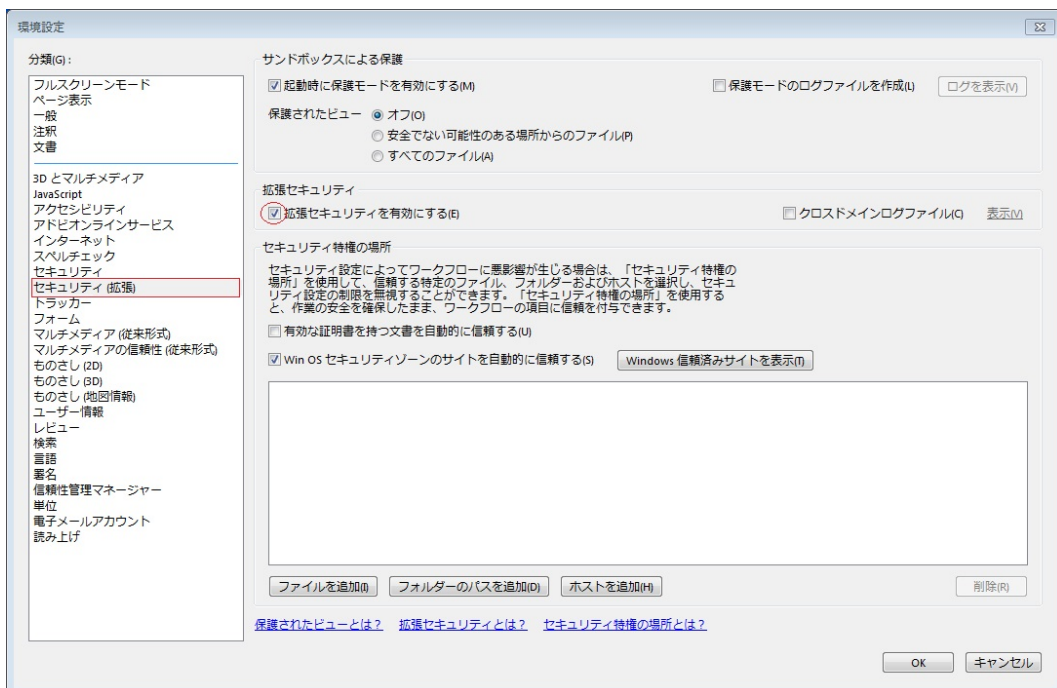 環境設定
分類(G):
フルスクリーンモード
ページ表示
一般
注釈
文書
3D とマルチメディア
JavaScript
アクセシビリティ
アドビオンラインサービス
インターネット
スペルチェック
セキュリティ
セキュリティ (拡張)
トラッカー
フォーム
マルチメディア (従来形式)
マルチメディアの信頼性 (従来形式)
ものさし (2D)
ものさし (3D)
ものさし (地図情報)
ユーザー情報
レビュー
検索
言語
署名
信頼性管理マネージャー
単位
電子メールアカウント
読み上げ
サンドボックスによる保護
起動時に保護モードを有効にする(M)
保護モードのログファイルを作成(L)
ログを表示(V)
保護されたビュー
オフ(O)
安全でない可能性のある場所からのファイル(P)
すべてのファイル(A)
拡張セキュリティ
拡張セキュリティを有効にする(E)
クロスドメインログファイル(C)
表示(V)
セキュリティ特権の場所
セキュリティ設定によってワークフローに悪影響が生じる場合は、「セキュリティ特権の
場所」を使用して、信頼する特定のファイル、フォルダーおよびホストを選択し、セキュ
リティ設定の制限を無視することができます。「セキュリティ特権の場所」を使用する
と、作業の安全を確保したまま、ワークフローの項目に信頼を付与できます。
有効な証明書を持つ文書を自動的に信頼する(U)
Win OS セキュリティゾーンのサイトを自動的に信頼する(S)
Windows 信頼済みサイトを表示(T)
ファイルを追加(I)
フォルダーのパスを追加(D)
ホストを追加(H)
削除(R)
保護されたビューとは?
拡張セキュリティとは?
セキュリティ特権の場所とは?
OK
キャンセル